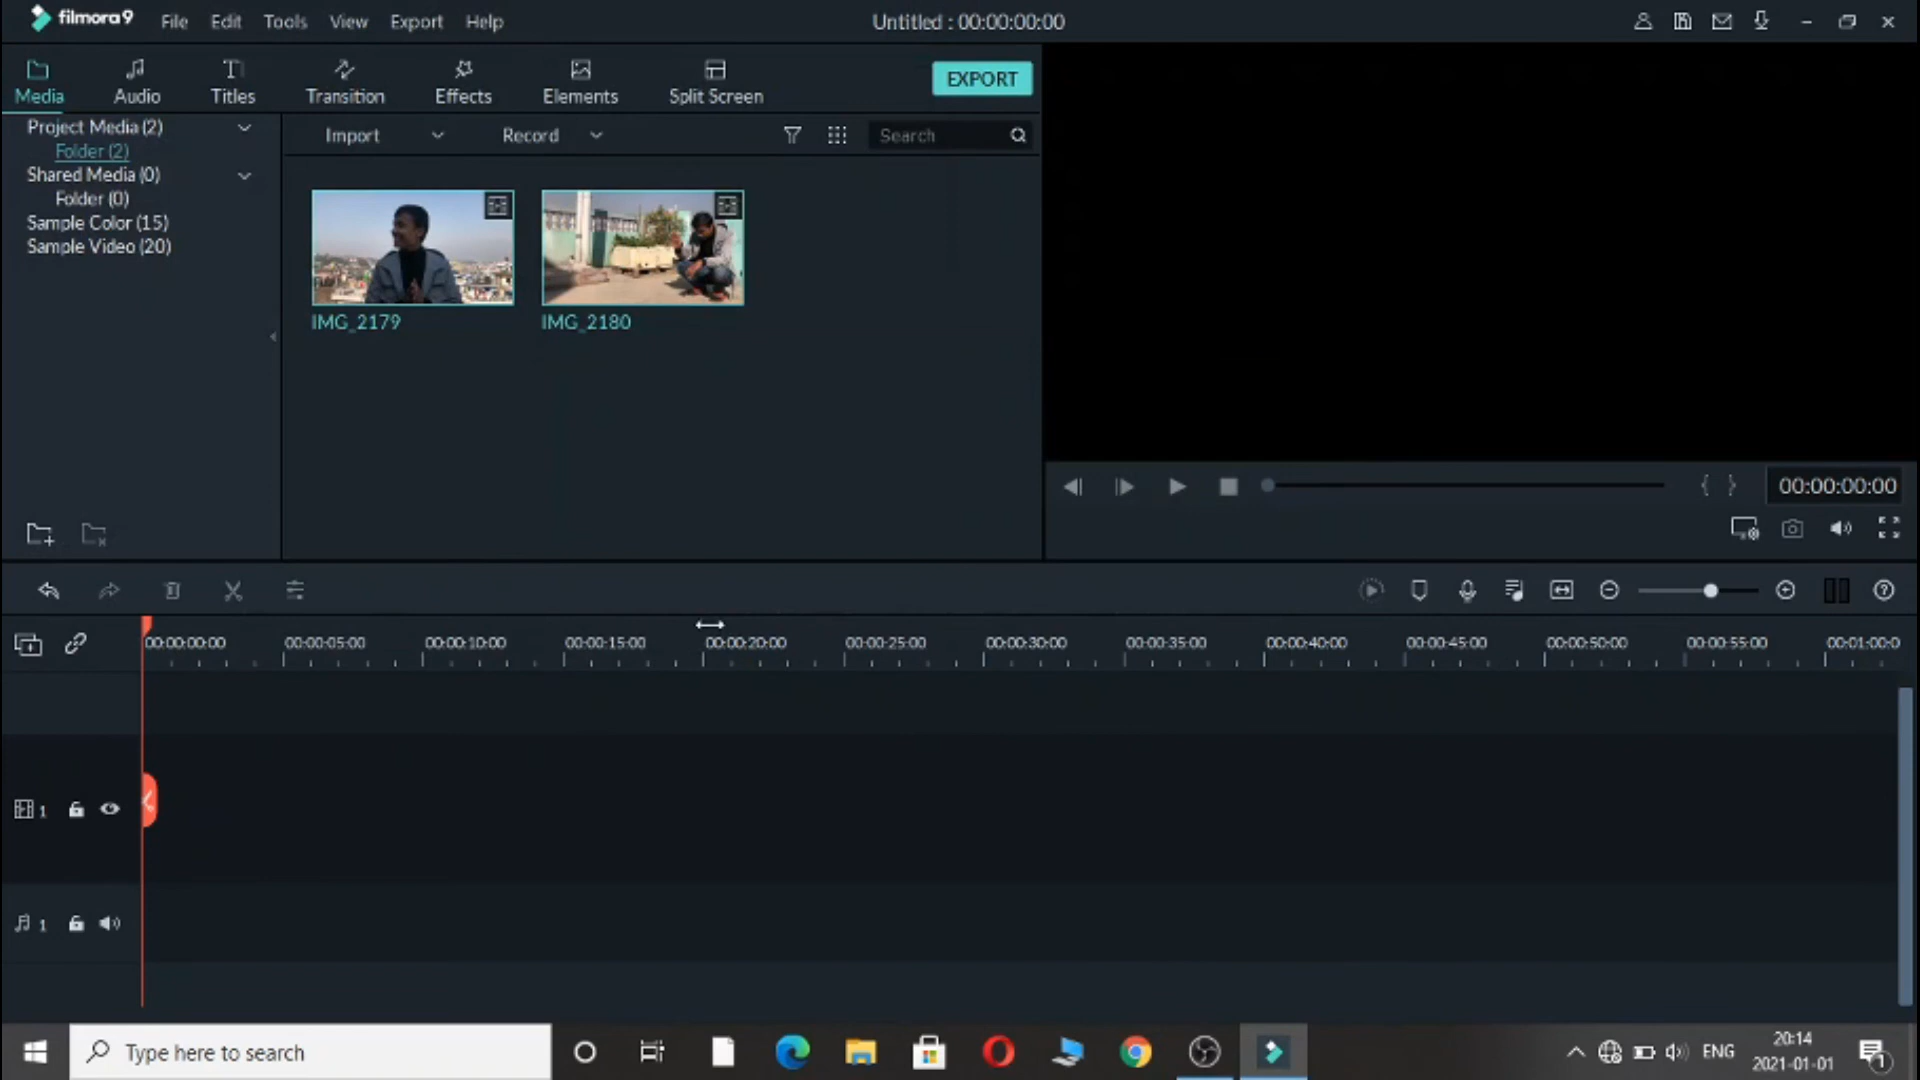 filmora9 File Edit Tools View Export Help Untitled : 00:00:00:00
Media Audio Titles Transition Effects Elements Split Screen EXPORT
Project Media (2)
Folder (2)
Shared Media (0)
Folder (0)
Sample Color (15)
Sample Video (20)
Import Record Search
IMG_2179 IMG_2180
00:00:00:00
00:00:00:00 00:00:05:00 00:00:10:00 00:00:15:00 00:00:20:00 00:00:25:00 00:00:30:00 00:00:35:00 00:00:40:00 00:00:45:00 00:00:50:00 00:00:55:00 00:01:00:0
1
1
Type here to search
ENG
20:14
2021-01-01
1